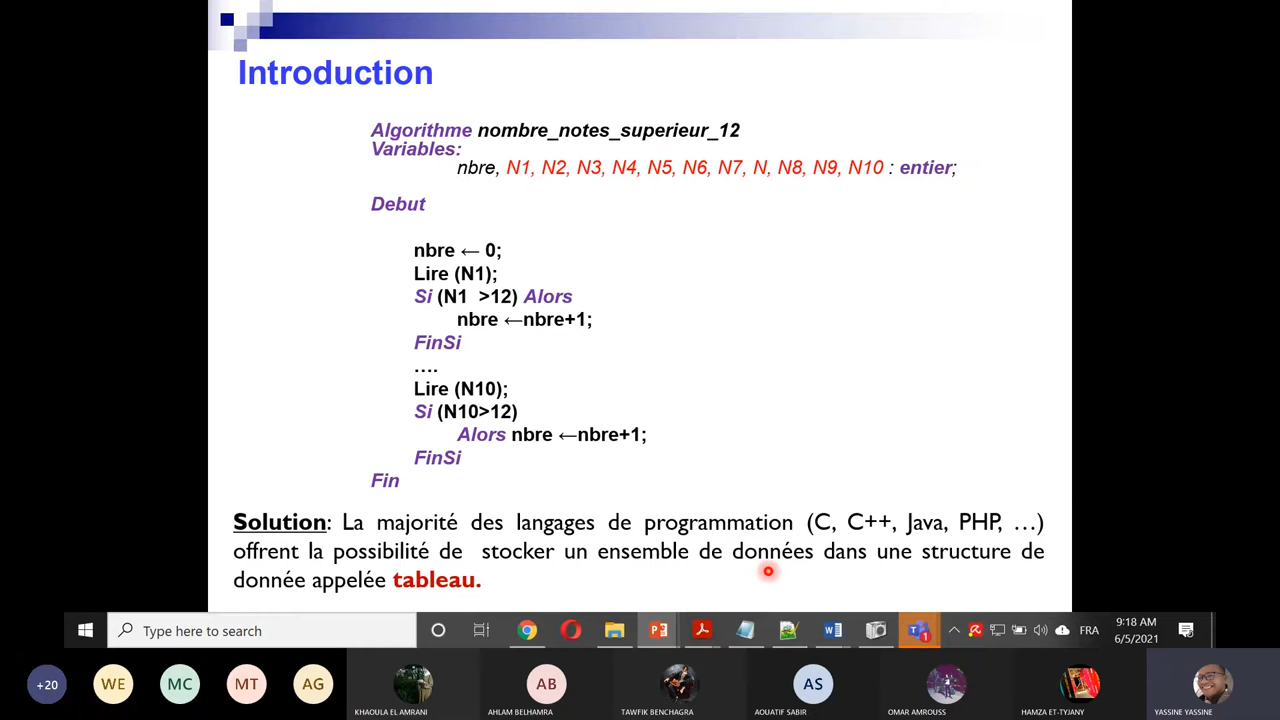 Introduction
Algorithme nombre_notes_superieur_12
Variables:
nbre, N1, N2, N3, N4, N5, N6, N7, N, N8, N9, N10 : entier;
Debut
nbre ← 0;
Lire (N1);
Si (N1 >12) Alors
nbre ←nbre+1;
FinSi
….
Lire (N10);
Si (N10>12)
Alors nbre ←nbre+1;
FinSi
Fin
Solution: La majorité des langages de programmation (C, C++, Java, PHP, …)
offrent la possibilité de stocker un ensemble de données dans une structure de
donnée appelée tableau.
Type here to search
1
FRA
9:18 AM
6/5/2021
+20
WE
MC
MT
AG
AB
AS
KHAOULA EL AMRANI
AHLAM BELHAMRA
TAWFIK BENCHAGRA
AOUATIF SABIR
OMAR AMROUSS
HAMZA ET-TYJANY
YASSINE YASSINE